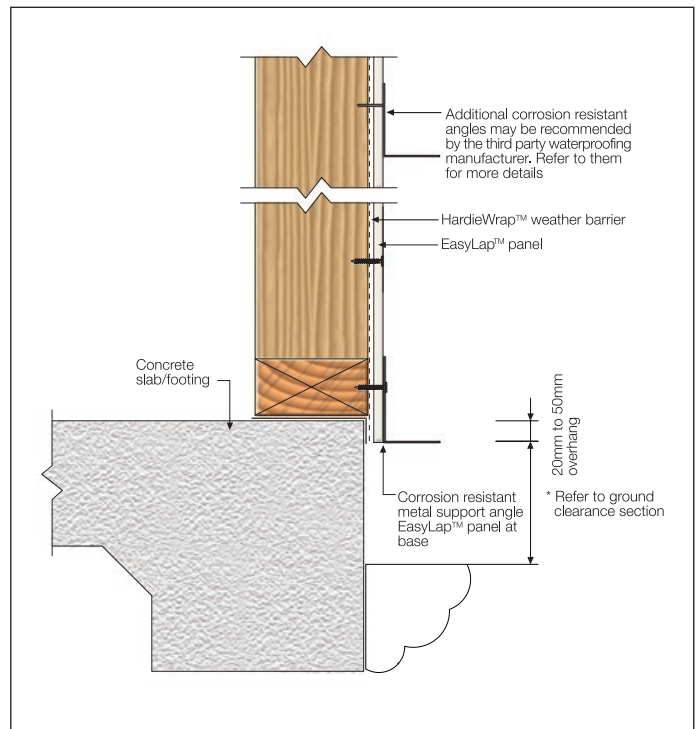 Additional corrosion resistant
angles may be recommended
by the third party waterproofing
manufacturer. Refer to them
for more details
HardieWrap™ weather barrier
EasyLap™ panel
Concrete
slab/footing
20mm to 50mm
overhang
Corrosion resistant
metal support angle
EasyLap™ panel at
base
* Refer to ground
clearance section